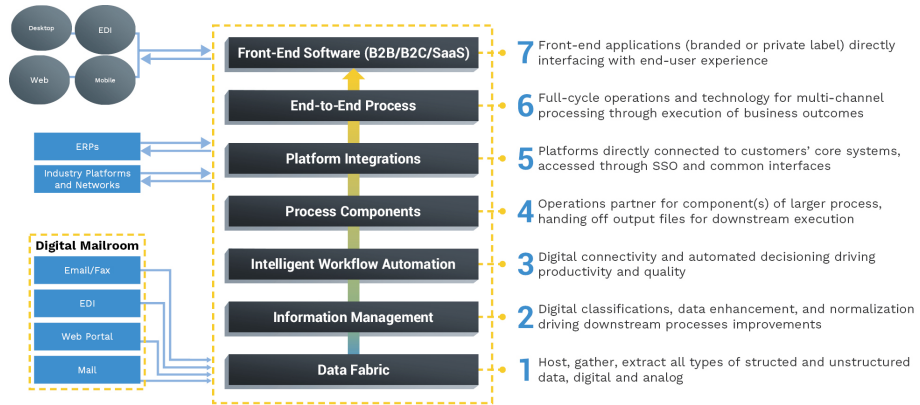 Desktop
EDI
Web
Mobile
ERPs
Industry Platforms
and Networks
Digital Mailroom
Email/Fax
EDI
Web Portal
Mail
Front-End Software (B2B/B2C/SaaS)
End-to-End Process
Platform Integrations
Process Components
Intelligent Workflow Automation
Information Management
Data Fabric
7
Front-end applications (branded or private label) directly
interfacing with end-user experience
6
Full-cycle operations and technology for multi-channel
processing through execution of business outcomes
5
Platforms directly connected to customers' core systems,
accessed through SSO and common interfaces
4
Operations partner for component(s) of larger process,
handing off output files for downstream execution
3
Digital connectivity and automated decisioning driving
productivity and quality
2
Digital classifications, data enhancement, and normalization
driving downstream processes improvements
1
Host, gather, extract all types of structed and unstructured
data, digital and analog